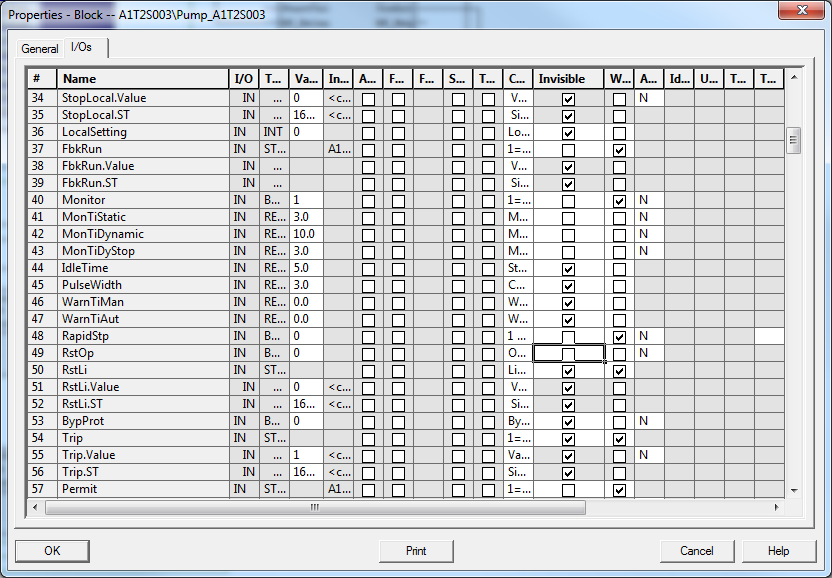 Properties - Block -- A1T2S003\Pump_A1T2S003
General I/Os
# Name I/O T... Va... In... A... F... F... S... T... C... Invisible W... A... Id... U... T... T...
34 StopLocal.Value IN ... 0 <c... V... N
35 StopLocal.ST IN ... 16... <c... Si...
36 LocalSetting IN INT 0 Lo...
37 FbkRun IN ST... A1... 1=...
38 FbkRun.Value IN ... V...
39 FbkRun.ST IN ... Si...
40 Monitor IN B... 1 1=... N
41 MonTiStatic IN RE... 3.0 M... N
42 MonTiDynamic IN RE... 10.0 M... N
43 MonTiDyStop IN RE... 3.0 M... N
44 IdleTime IN RE... 5.0 St...
45 PulseWidth IN RE... 3.0 C...
46 WarnTiMan IN RE... 0.0 W...
47 WarnTiAut IN RE... 0.0 W...
48 RapidStp IN B... 0 1 ... N
49 RstOp IN B... 0 O... N
50 RstLi IN ST... Li...
51 RstLi.Value IN ... 0 <c... V...
52 RstLi.ST IN ... 16... <c... Si...
53 BypProt IN B... 0 By... N
54 Trip IN ST... 1=...
55 Trip.Value IN ... 1 <c... Va... N
56 Trip.ST IN ... 16... <c... Si...
57 Permit IN ST... A1... 1=...
OK Print Cancel Help